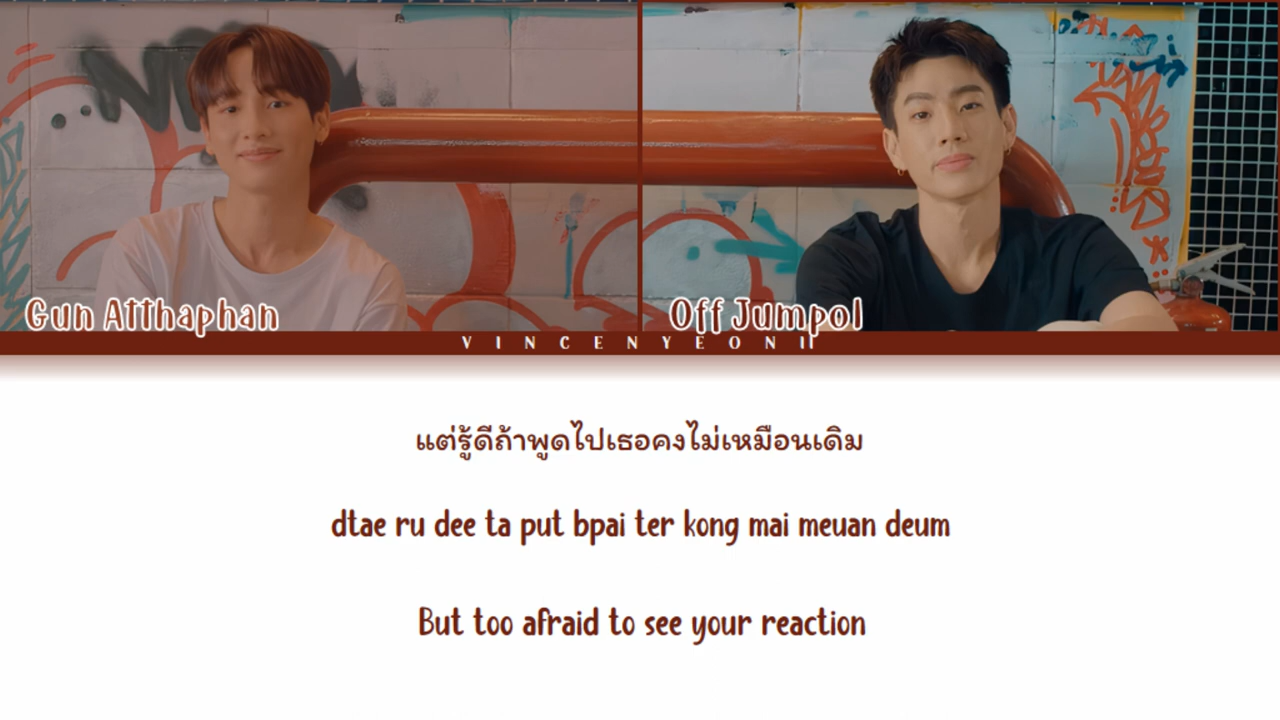 Gun Atthaphan
Off Jumpol
VINCENYEONII
แต่รู้ดีถ้าพูดไปเธอคงไม่เหมือนเดิม
dtae ru dee ta put bpai ter kong mai meuan deum
But too afraid to see your reaction